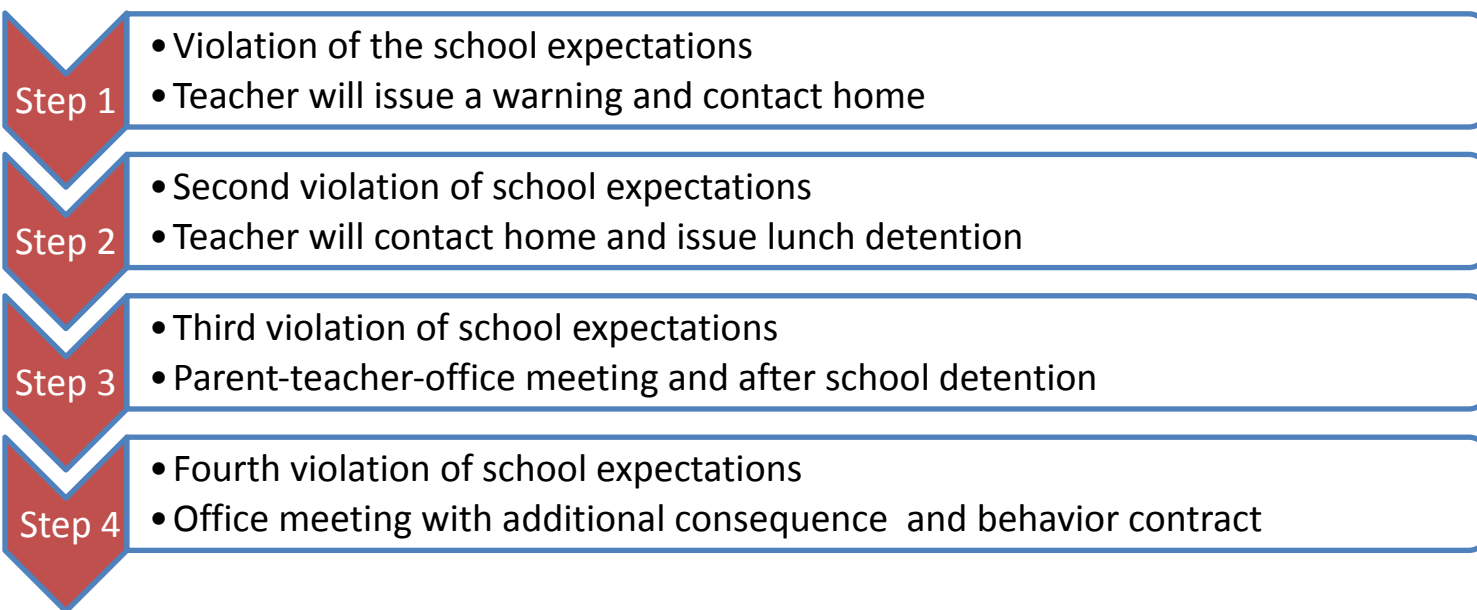 Step 1
• Violation of the school expectations
• Teacher will issue a warning and contact home
Step 2
• Second violation of school expectations
• Teacher will contact home and issue lunch detention
Step 3
• Third violation of school expectations
• Parent-teacher-office meeting and after school detention
Step 4
• Fourth violation of school expectations
• Office meeting with additional consequence  and behavior contract